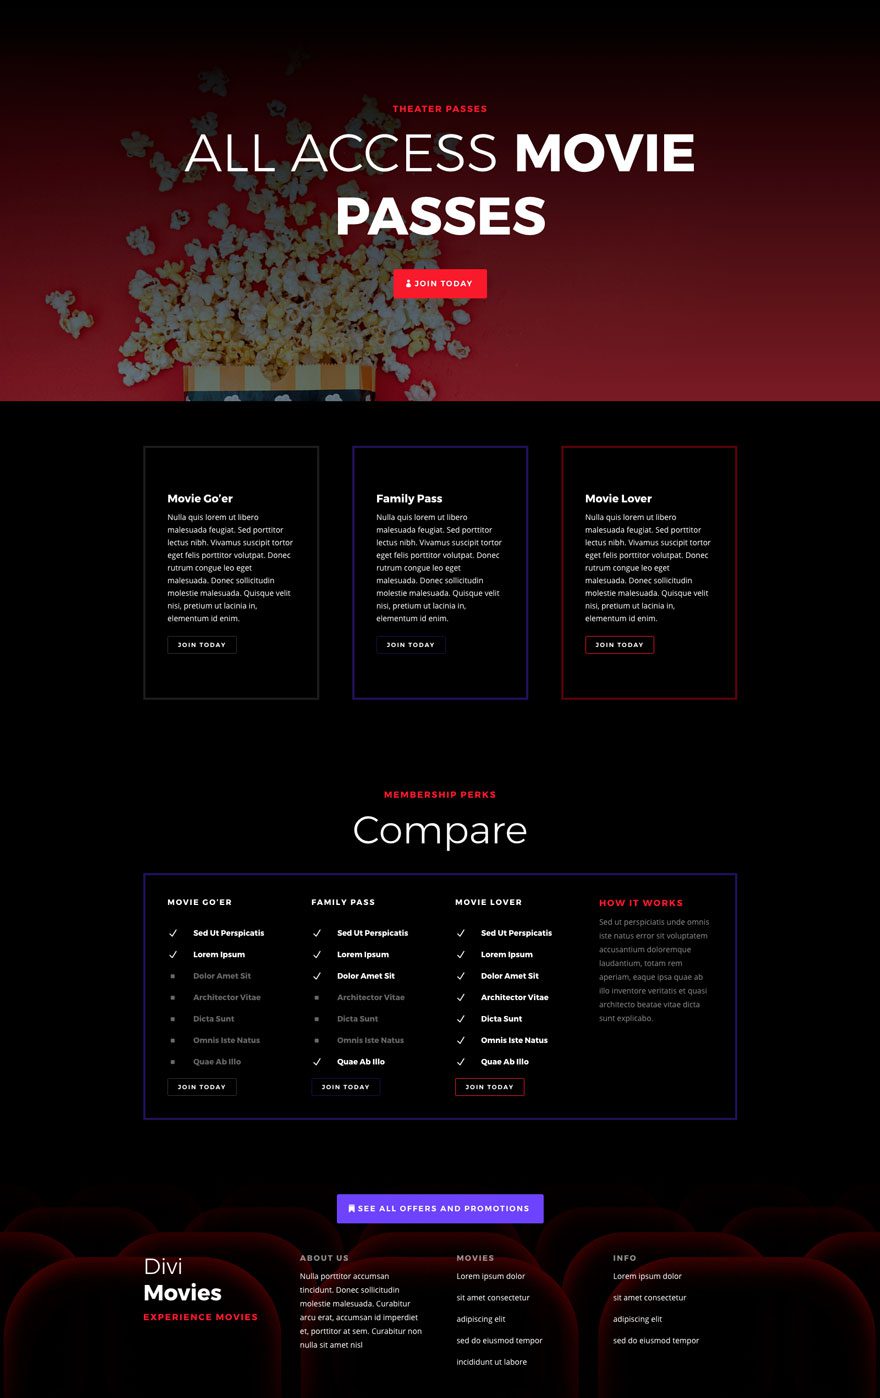 THEATER PASSES
ALL ACCESS MOVIE
PASSES
JOIN TODAY
Movie Go'er
Nulla quis lorem ut libero
malesuada feugiat. Sed porttitor
lectus nibh. Vivamus suscipit tortor
eget felis porttitor volutpat. Donec
rutrum congue leo eget
malesuada. Donec sollicitudin
molestie malesuada. Quisque velit
nisi, pretium ut lacinia in,
elementum id enim.
JOIN TODAY
Family Pass
Nulla quis lorem ut libero
malesuada feugiat. Sed porttitor
lectus nibh. Vivamus suscipit tortor
eget felis porttitor volutpat. Donec
rutrum congue leo eget
malesuada. Donec sollicitudin
molestie malesuada. Quisque velit
nisi, pretium ut lacinia in,
elementum id enim.
JOIN TODAY
Movie Lover
Nulla quis lorem ut libero
malesuada feugiat. Sed porttitor
lectus nibh. Vivamus suscipit tortor
eget felis porttitor volutpat. Donec
rutrum congue leo eget
malesuada. Donec sollicitudin
molestie malesuada. Quisque velit
nisi, pretium ut lacinia in,
elementum id enim.
JOIN TODAY
MEMBERSHIP PERKS
Compare
MOVIE GO'ER
Sed Ut Perspicatis
Lorem Ipsum
Dolor Amet Sit
Architector Vitae
Dicta Sunt
Omnis Iste Natus
Quae Ab Illo
JOIN TODAY
FAMILY PASS
Sed Ut Perspicatis
Lorem Ipsum
Dolor Amet Sit
Architector Vitae
Dicta Sunt
Omnis Iste Natus
Quae Ab Illo
JOIN TODAY
MOVIE LOVER
Sed Ut Perspicatis
Lorem Ipsum
Dolor Amet Sit
Architector Vitae
Dicta Sunt
Omnis Iste Natus
Quae Ab Illo
JOIN TODAY
HOW IT WORKS
Sed ut perspiciatis unde omnis
iste natus error sit voluptatem
accusantium doloremque
laudantium, totam rem
aperiam, eaque ipsa quae ab
illo inventore veritatis et quasi
architecto beatae vitae dicta
sunt explicabo.
SEE ALL OFFERS AND PROMOTIONS
Divi
Movies
EXPERIENCE MOVIES
ABOUT US
Nulla porttitor accumsan
tincidunt. Donec sollicitudin
molestie malesuada. Curabitur
arcu erat, accumsan id imperdiet
et, porttitor at sem. Curabitur non
nulla sit amet nisl
MOVIES
Lorem ipsum dolor
sit amet consectetur
adipiscing elit
sed do eiusmod tempor
incididunt ut labore
INFO
Lorem ipsum dolor
sit amet consectetur
adipiscing elit
sed do eiusmod tempor